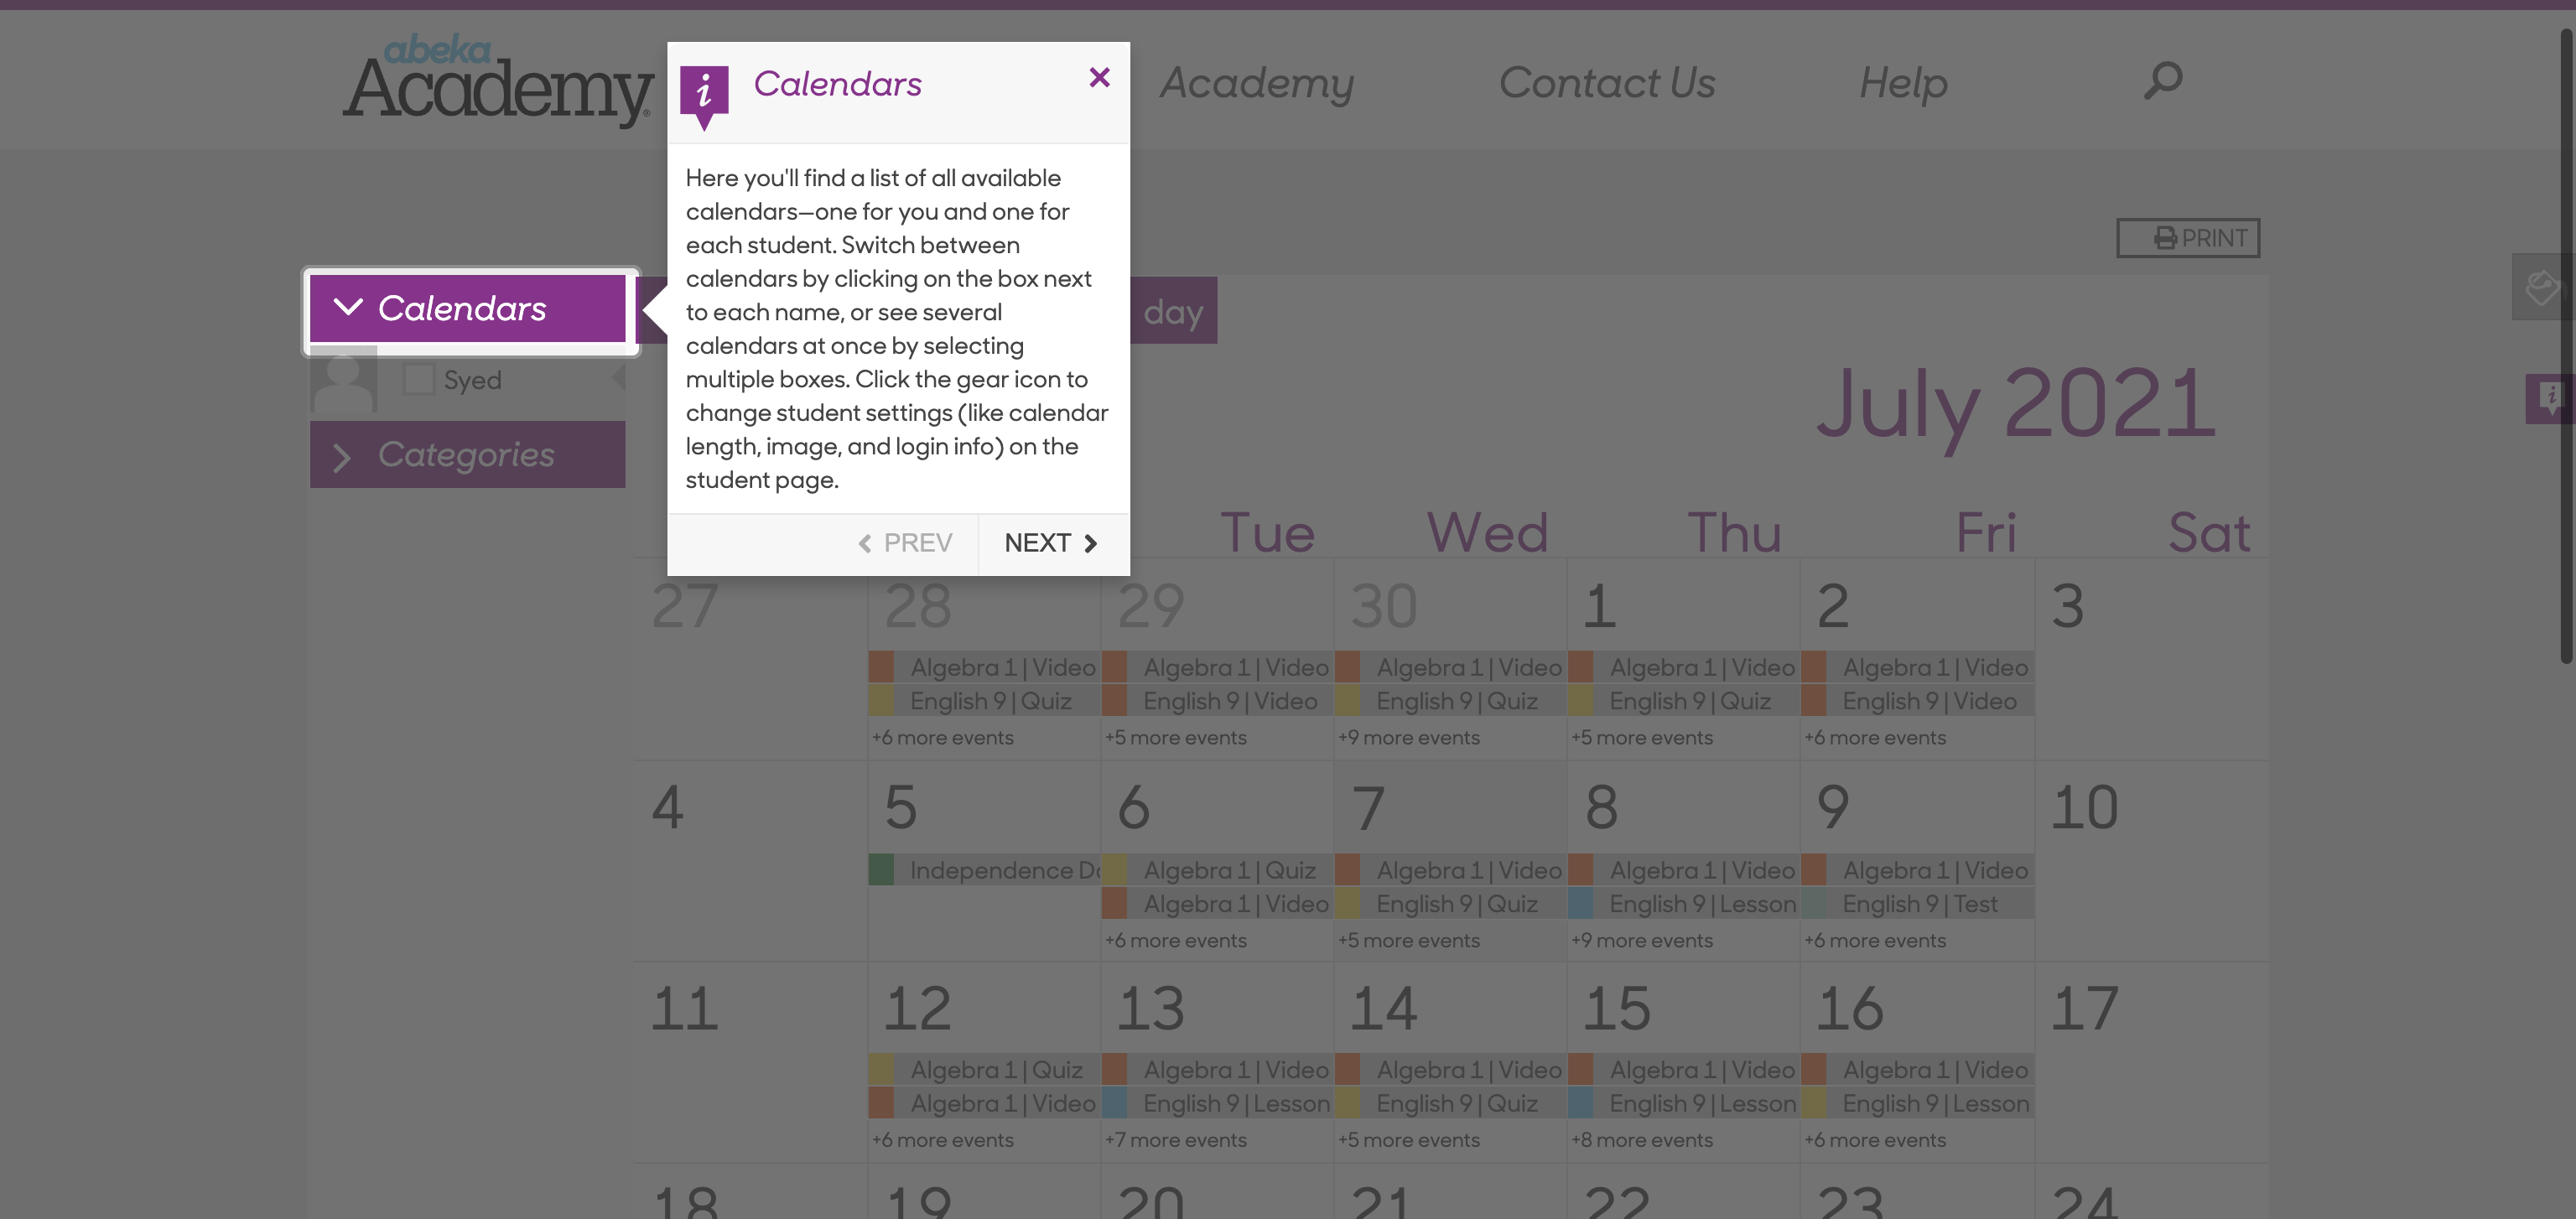 abeka
Academy
Academy
Contact Us
Help
Calendars
Here you'll find a list of all available
calendars—one for you and one for
each student. Switch between
calendars by clicking on the box next
to each name, or see several
calendars at once by selecting
multiple boxes. Click the gear icon to
change student settings (like calendar
length, image, and login info) on the
student page.
PREV
NEXT
PRINT
Calendars
Syed
Categories
day
July 2021
Tue Wed Thu Fri Sat
27 28 29 30 1 2 3
Algebra 1 | Video Algebra 1 | Video Algebra 1 | Video Algebra 1 | Video Algebra 1 | Video
English 9 | Quiz English 9 | Video English 9 | Quiz English 9 | Quiz English 9 | Video
+6 more events +5 more events +9 more events +5 more events +6 more events
4 5 6 7 8 9 10
Independence Algebra 1 | Quiz Algebra 1 | Video Algebra 1 | Video Algebra 1 | Video
Algebra 1 | Video English 9 | Quiz English 9 | Lesson English 9 | Test
+6 more events +5 more events +9 more events +6 more events
11 12 13 14 15 16 17
Algebra 1 | Quiz Algebra 1 | Video Algebra 1 | Video Algebra 1 | Video Algebra 1 | Video
Algebra 1 | Video English 9 | Lesson English 9 | Quiz English 9 | Lesson English 9 | Lesson
+6 more events +7 more events +5 more events +8 more events +6 more events
18 19 20 21 22 23 24